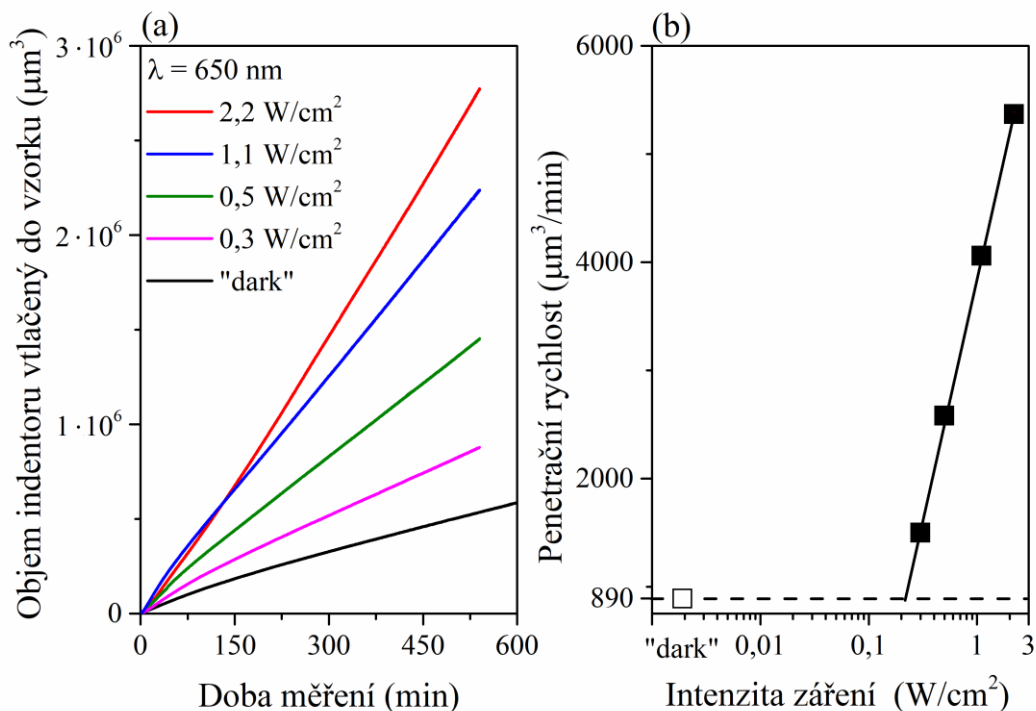 (a)
3·10⁶
2·10⁶
1·10⁶
0
Objem indentoru vtlačený do vzorku (μm³)
λ = 650 nm
2,2 W/cm²
1,1 W/cm²
0,5 W/cm²
0,3 W/cm²
"dark"
0 150 300 450 600
Doba měření (min)
(b)
6000
4000
2000
890
Penetrační rychlost (μm³/min)
"dark" 0,01 0,1 1 3
Intenzita záření (W/cm²)